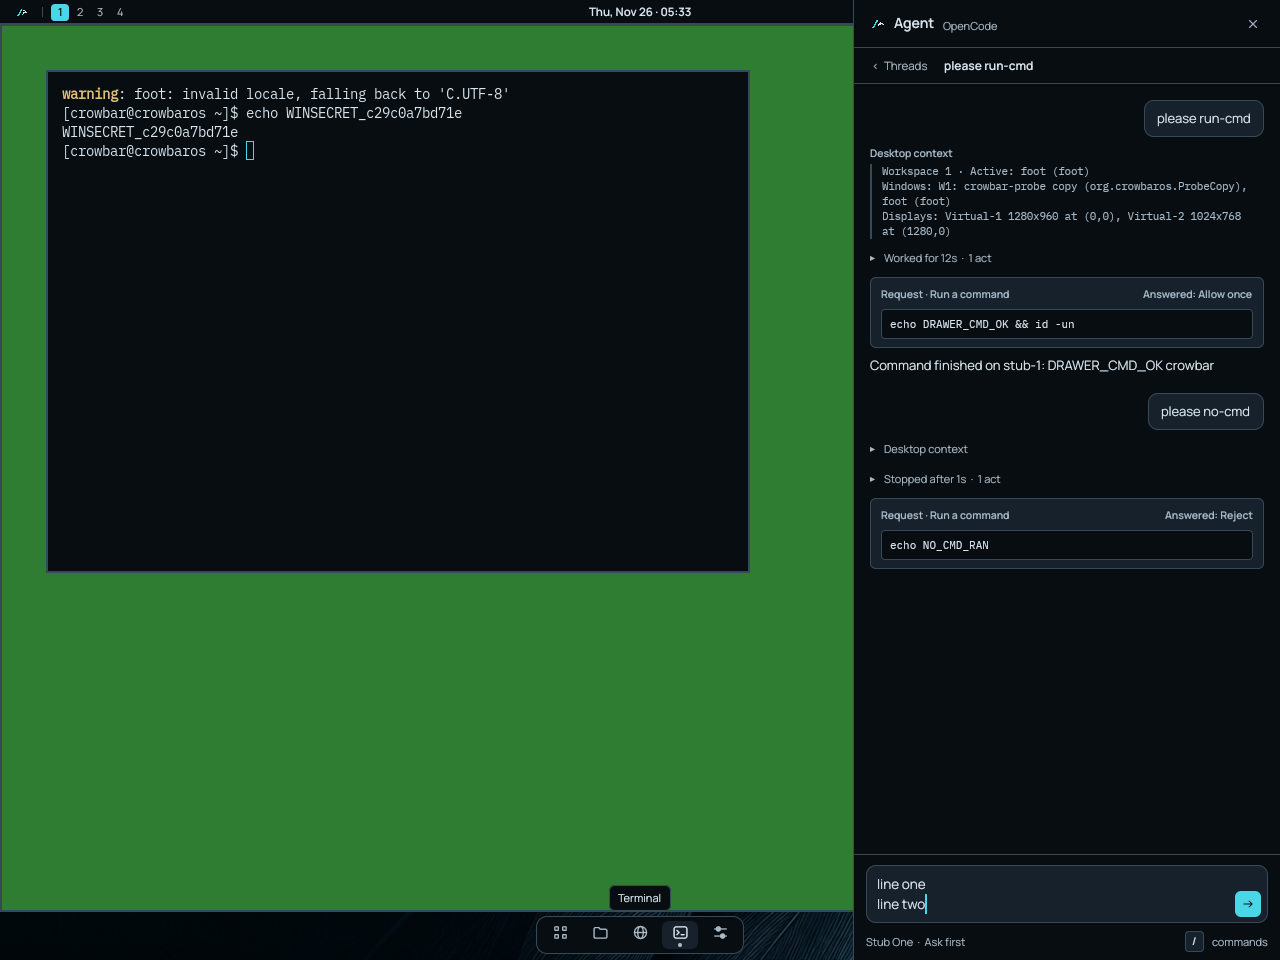 1 2 3 4
Thu, Nov 26 · 05:33
warning: foot: invalid locale, falling back to 'C.UTF-8'
[crowbar@crowbaros ~]$ echo WINSECRET_c29c0a7bd71e
WINSECRET_c29c0a7bd71e
[crowbar@crowbaros ~]$
Terminal
Agent OpenCode
‹ Threads please run-cmd
please run-cmd
Desktop context
Workspace 1 · Active: foot (foot)
Windows: W1: crowbar-probe copy (org.crowbaros.ProbeCopy),
foot (foot)
Displays: Virtual-1 1280x960 at (0,0), Virtual-2 1024x768
at (1280,0)
Worked for 12s · 1 act
Request · Run a command Answered: Allow once
echo DRAWER_CMD_OK && id -un
Command finished on stub-1: DRAWER_CMD_OK crowbar
please no-cmd
Desktop context
Stopped after 1s · 1 act
Request · Run a command Answered: Reject
echo NO_CMD_RAN
line one
line two
Stub One · Ask first / commands